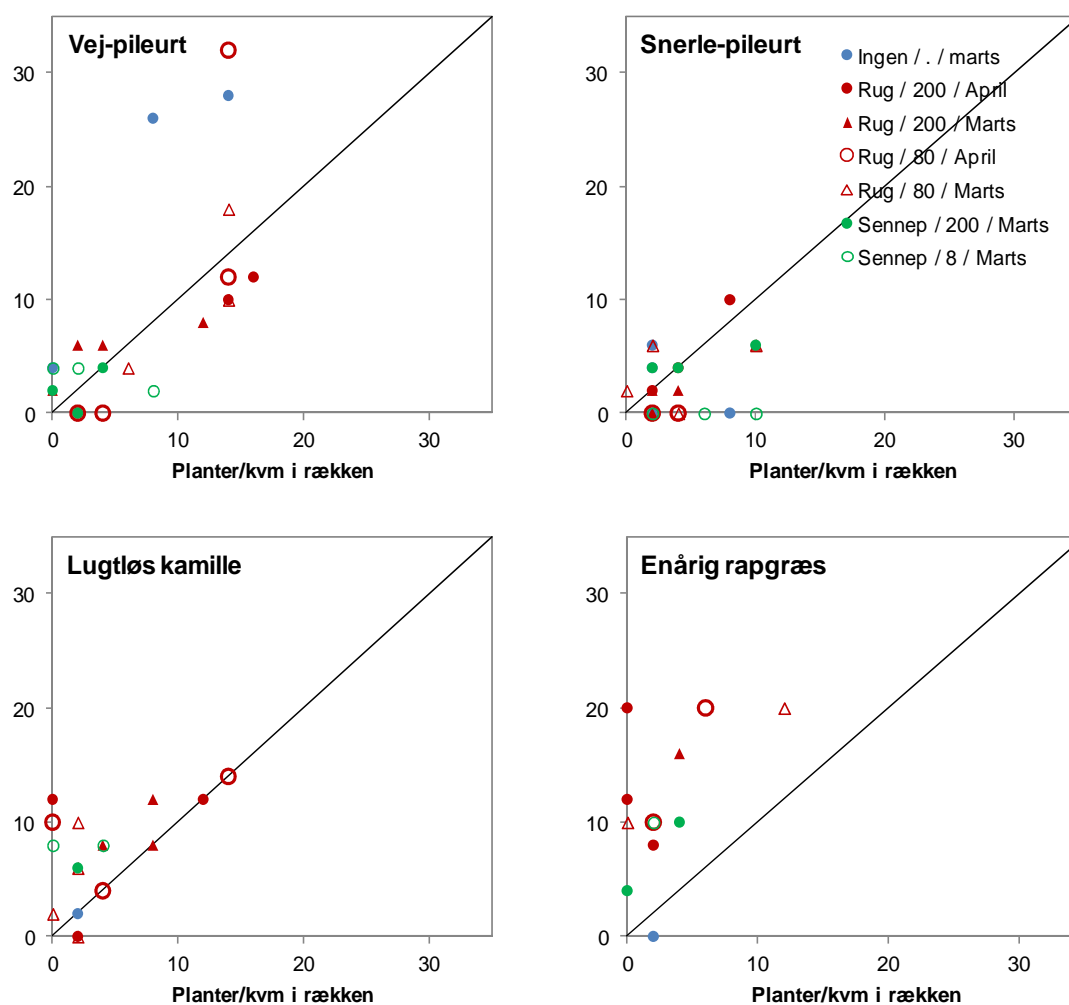 Vej-pileurt
30
20
10
0
0 10 20 30
Planter/kvm i rækken
Snerle-pileurt
Ingen / . / marts
Rug / 200 / April
Rug / 200 / Marts
Rug / 80 / April
Rug / 80 / Marts
Sennep / 200 / Marts
Sennep / 8 / Marts
30
20
10
0
0 10 20 30
Planter/kvm i rækken
Lugtløs kamille
30
20
10
0
0 10 20 30
Planter/kvm i rækken
Enårig rapgræs
30
20
10
0
0 10 20 30
Planter/kvm i rækken